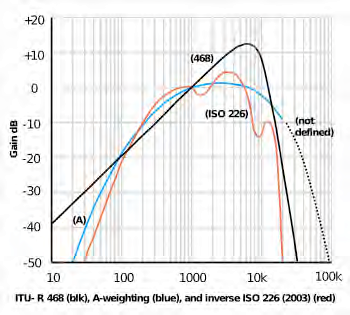 +20
+10
0
-10
-20
-30
-40
-50
Gain dB
(468)
(ISO 226)
(not
defined)
(A)
10 100 1000 10k 100k
ITU- R 468 (blk), A-weighting (blue), and inverse ISO 226 (2003) (red)